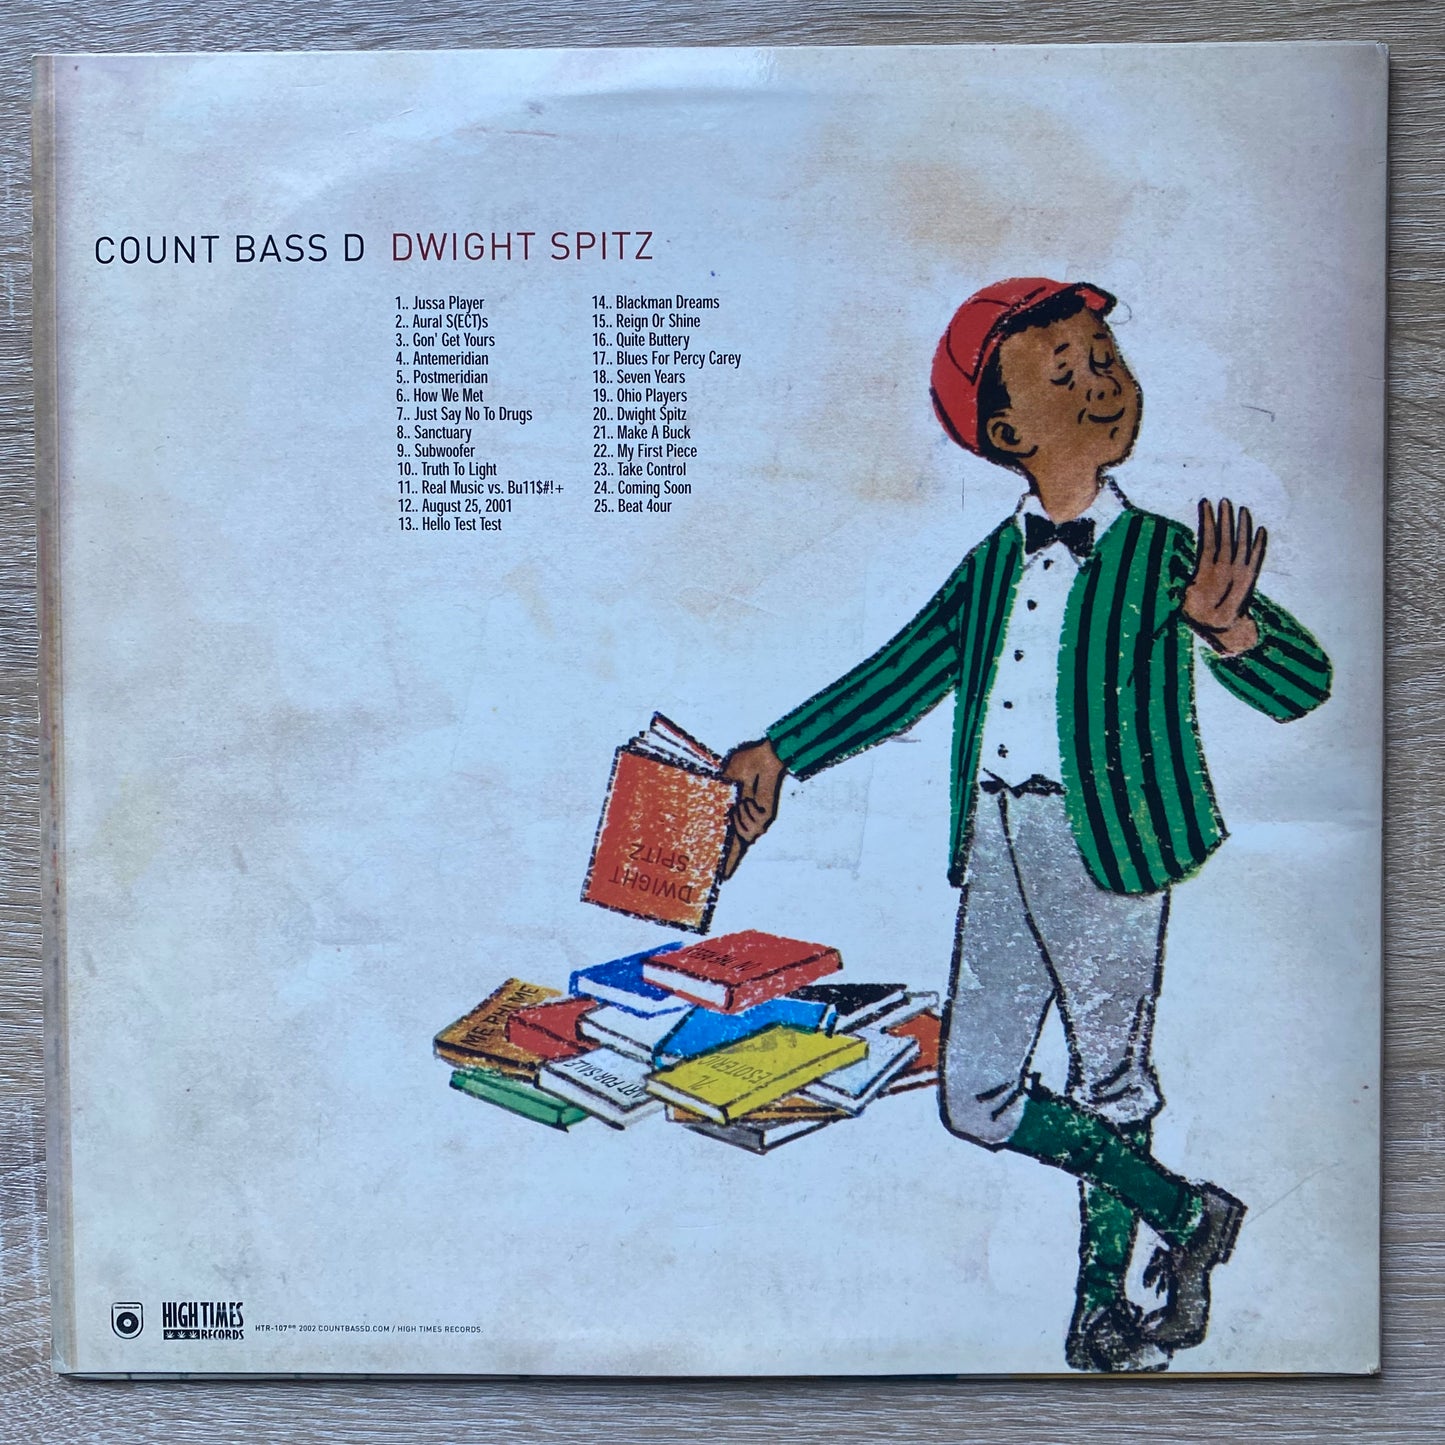 COUNT BASS D DWIGHT SPITZ
1.. Jussa Player
2.. Aural S(ECT)s
3.. Gon' Get Yours
4.. Antemeridian
5.. Postmeridian
6.. How We Met
7.. Just Say No To Drugs
8.. Sanctuary
9.. Subwoofer
10.. Truth To Light
11.. Real Music vs. Bu11$#!+
12.. August 25, 2001
13.. Hello Test Test
14.. Blackman Dreams
15.. Reign Or Shine
16.. Quite Buttery
17.. Blues For Percy Carey
18.. Seven Years
19.. Ohio Players
20.. Dwight Spitz
21.. Make A Buck
22.. My First Piece
23.. Take Control
24.. Coming Soon
25.. Beat 4our
DWIGHT
SPITZ
ART FOR SALE
HIGH TIMES
RECORDS
HTR-107 2002 COUNTBASSD.COM / HIGH TIMES RECORDS.